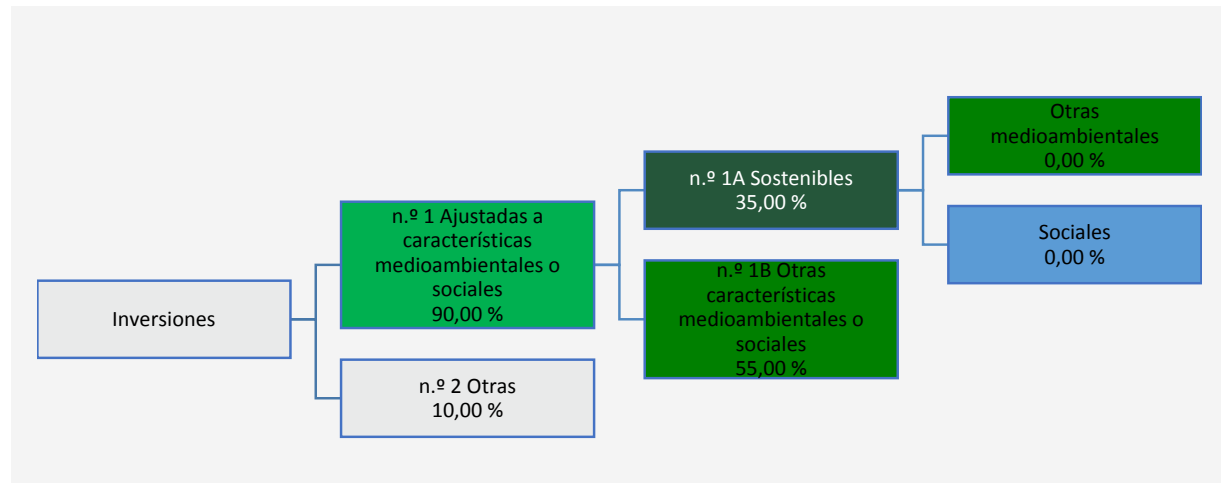 Inversiones
n.º 1 Ajustadas a
características
medioambientales o
sociales
90,00 %
n.º 2 Otras
10,00 %
n.º 1A Sostenibles
35,00 %
n.º 1B Otras
características
medioambientales o
sociales
55,00 %
Otras
medioambientales
0,00 %
Sociales
0,00 %